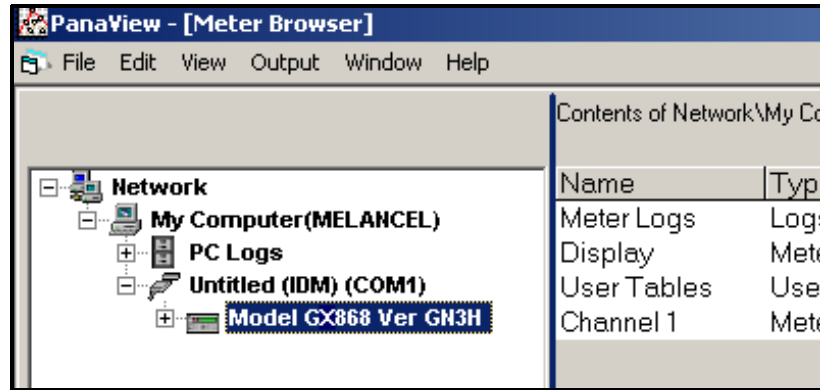 PanaView - [Meter Browser]
File Edit View Output Window Help
Contents of Network\My Co
Network
My Computer(MELANCEL)
PC Logs
Untitled (IDM) (COM1)
Model GX868 Ver GN3H
Name Typ
Meter Logs Logs
Display Mete
User Tables Use
Channel 1 Mete